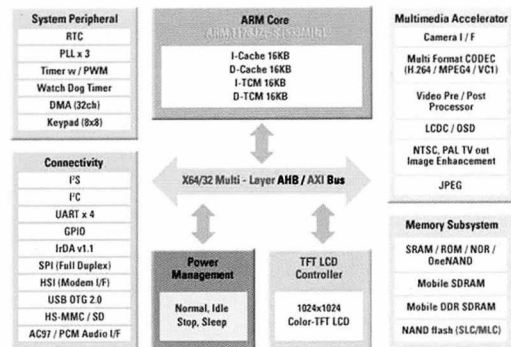 System Peripheral
RTC
PLL x 3
Timer w / PWM
Watch Dog Timer
DMA (32ch)
Keypad (8x8)
Connectivity
I²S
I²C
UART x 4
GPIO
IrDA v1.1
SPI (Full Duplex)
HSI (Modem I/F)
USB OTG 2.0
HS-MMC / SD
AC97 / PCM Audio I/F
ARM Core
I-Cache 16KB
D-Cache 16KB
I-TCM 16KB
D-TCM 16KB
X64/32 Multi - Layer AHB / AXI Bus
Power
Management
Normal, Idle
Stop, Sleep
TFT LCD
Controller
1024x1024
Color-TFT LCD
Multimedia Accelerator
Camera I / F
Multi Format CODEC
(H.264 / MPEG4 / VC1)
Video Pre / Post
Processor
LCDC / OSD
NTSC, PAL TV out
Image Enhancement
JPEG
Memory Subsystem
SRAM / ROM / NOR /
OneNAND
Mobile SDRAM
Mobile DDR SDRAM
NAND flash (SLC/MLC)